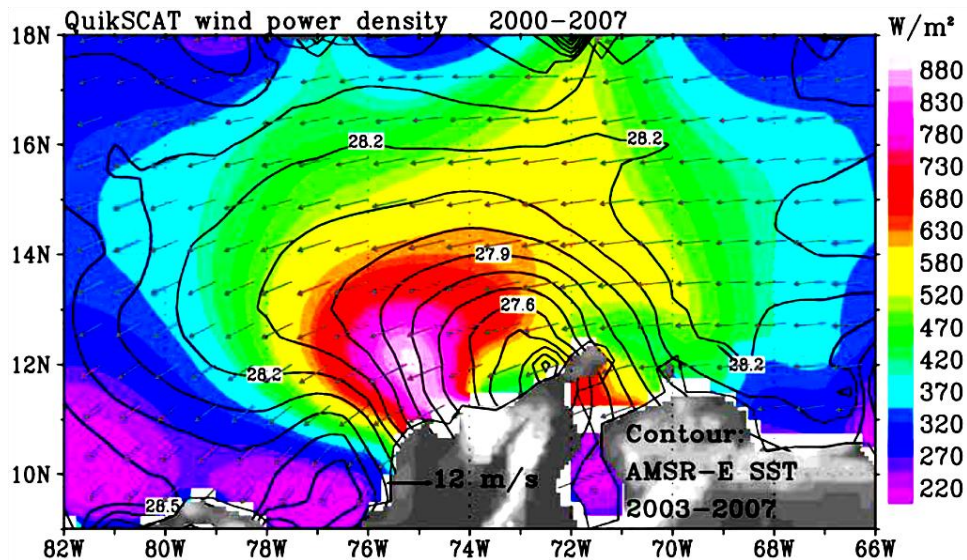 QuikSCAT wind power density 2000-2007
W/m²
18N
16N
14N
12N
10N
28.2
28.2
27.9
27.6
28.2
28.2
28.5
12 m/s
Contour:
AMSR-E SST
2003-2007
82W 80W 78W 76W 74W 72W 70W 68W 66W
880
830
780
730
680
630
580
520
470
420
370
320
270
220